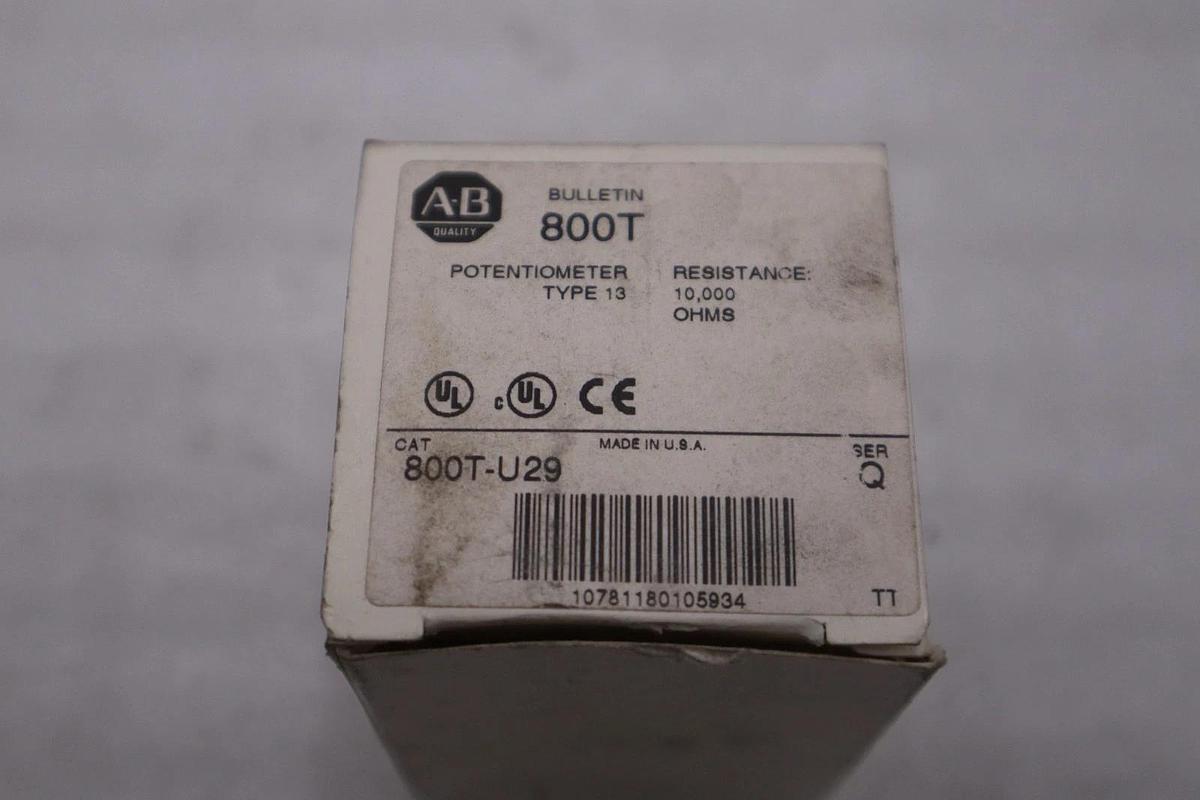 A-B
QUALITY
BULLETIN
800T
POTENTIOMETER
TYPE 13
RESISTANCE:
10,000
OHMS
UL
c UL
CE
CAT
MADE IN U.S.A.
SER
800T-U29
Q
10781180105934
TT